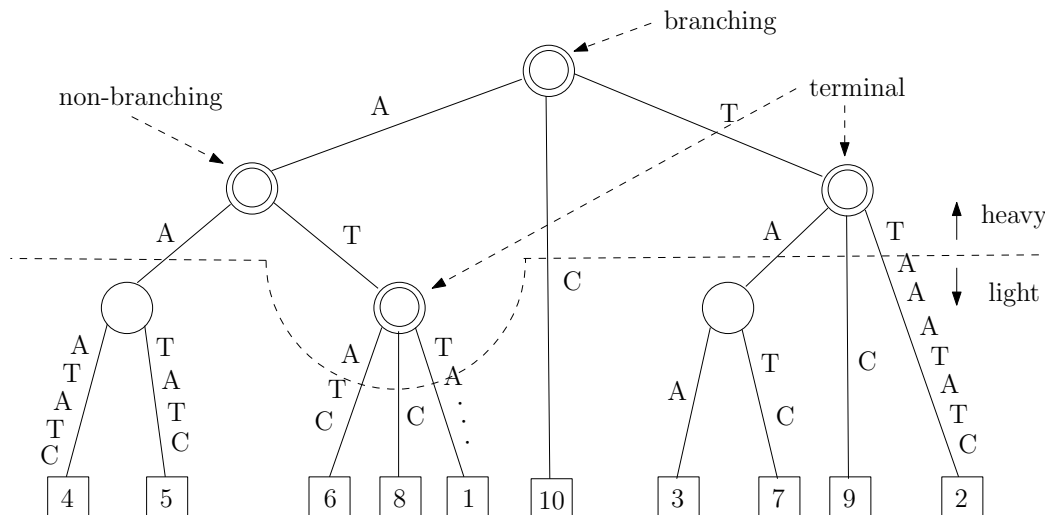 branching
non-branching
terminal
A
T
A
T
A
T
heavy
C
A
A
light
A
T
A
T
C
T
A
T
C
A
T
C
C
T
A
.
.
.
A
T
C
C
A
T
A
T
C
4
5
6
8
1
10
3
7
9
2